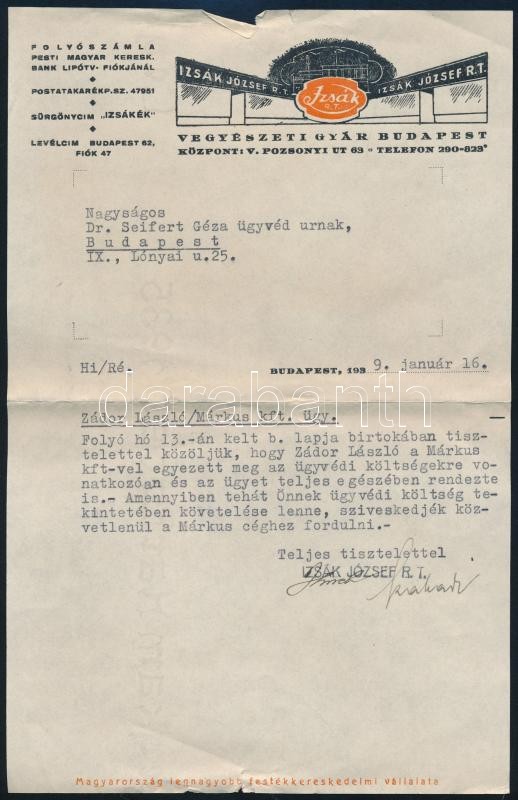 FOLYÓSZÁMLA
PESTI MAGYAR KERESK.
BANK LIPÓTV- FIÓKJÁNÁL
POSTATAKARÉKP.SZ. 47951
SÜRGÖNYCIM „IZSÁKÉK”
LEVÉLCIM BUDAPEST 62,
FIÓK 47
IZSÁK JÓZSEF R.T.
Izsák
R.T.
IZSÁK JÓZSEF R.T.
VEGYÉSZETI GYÁR BUDAPEST
KÖZPONT: V. POZSONYI UT 63 • TELEFON 290-823*
Nagyságos
Dr. Seifert Géza ügyvéd urnak,
Budapest
IX., Lónyai u.25.
Hi/Ré.
BUDAPEST, 193 9. január 16.
darabanth
Zádor László/Márkus kft. ügy.
Folyó hó 13.-án kelt b. lapja birtokában tisz-
telettel közöljük, hogy Zádor László a Márkus
kft-vel egyezett meg az ügyvédi költségekre vo-
natkozóan és az ügyet teljes egészében rendezte
is.- Amennyiben tehát Önnek ügyvédi költség te-
kintetében követelése lenne, sziveskedjék köz-
vetlenül a Márkus céghez fordulni.-
Teljes tisztelettel
IZSÁK JÓZSEF R.T.
Magyarország legnagyobb festékkereskedelmi vállalata